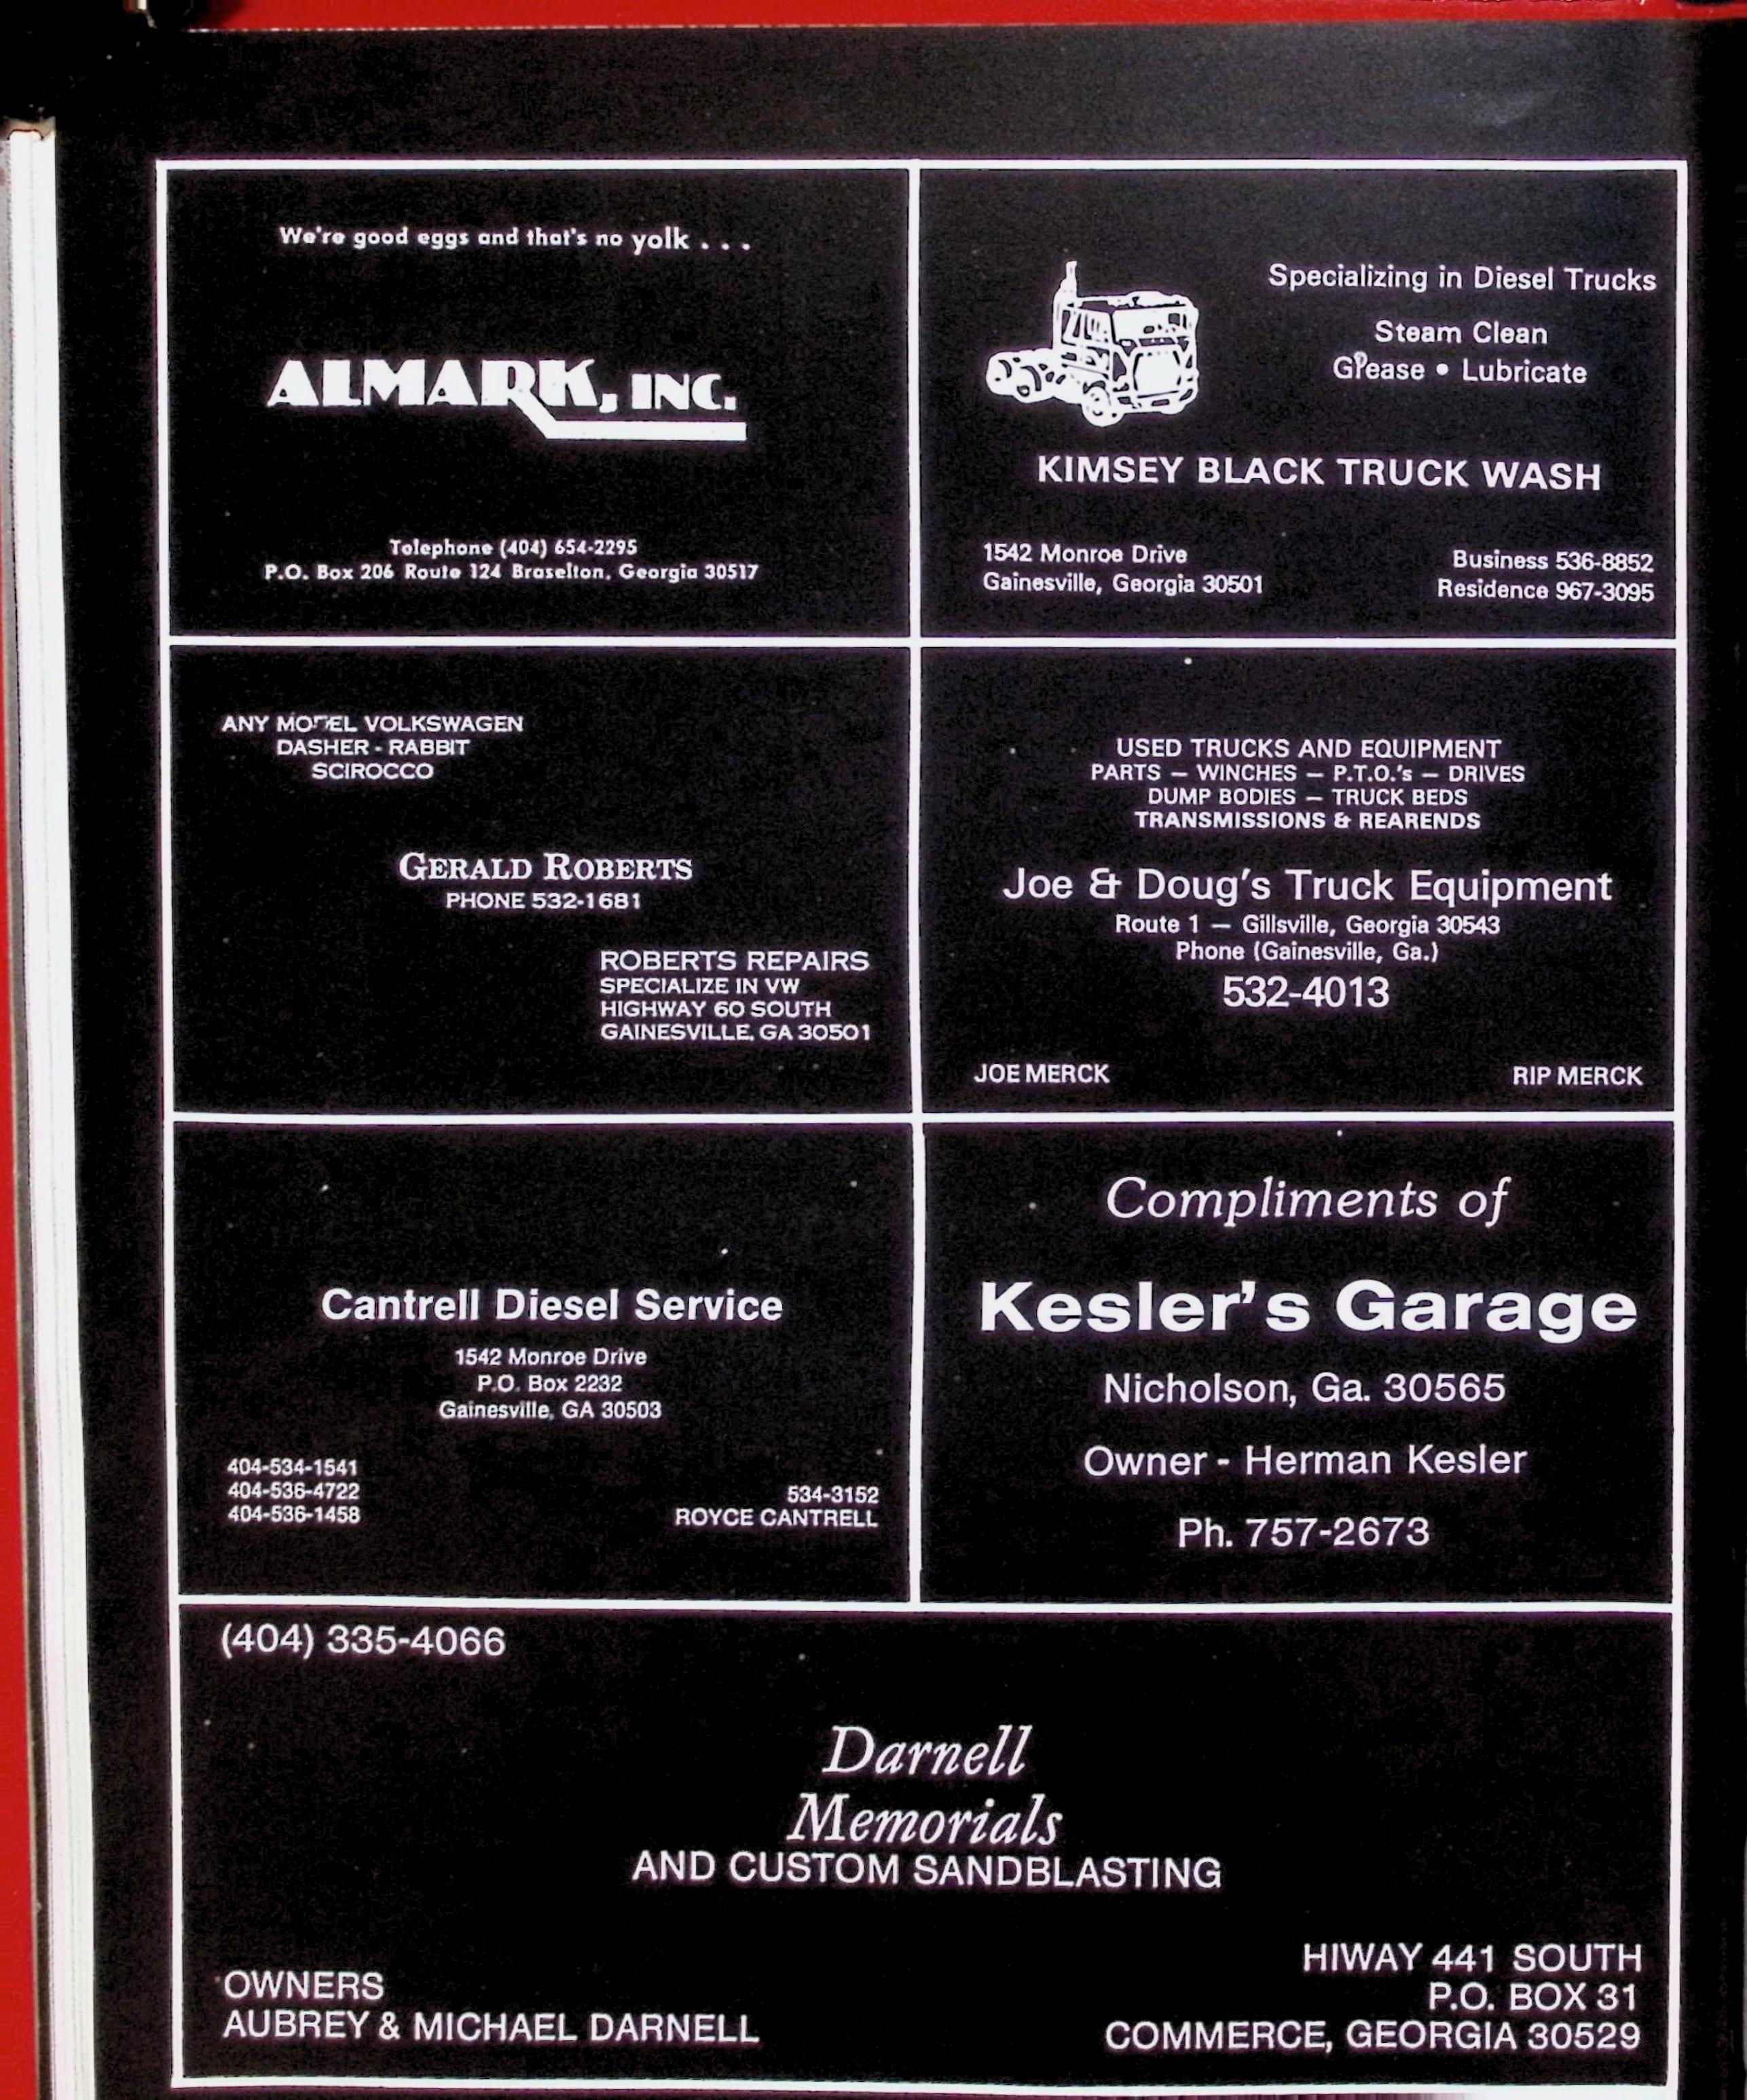 We're good eggs and that's no yolk . . .
ALMARK, INC.
Telephone (404) 654-2295
P.O. Box 206 Route 124 Braselton, Georgia 30517
Specializing in Diesel Trucks
Steam Clean
Grease • Lubricate
KIMSEY BLACK TRUCK WASH
1542 Monroe Drive
Gainesville, Georgia 30501
Business 536-8852
Residence 967-3095
ANY MODEL VOLKSWAGEN
DASHER - RABBIT
SCIROCCO
GERALD ROBERTS
PHONE 532-1681
ROBERTS REPAIRS
SPECIALIZE IN VW
HIGHWAY 60 SOUTH
GAINESVILLE, GA 30501
USED TRUCKS AND EQUIPMENT
PARTS — WINCHES — P.T.O.'s — DRIVES
DUMP BODIES — TRUCK BEDS
TRANSMISSIONS & REARENDS
Joe & Doug's Truck Equipment
Route 1 — Gillsville, Georgia 30543
Phone (Gainesville, Ga.)
532-4013
JOE MERCK
RIP MERCK
Cantrell Diesel Service
1542 Monroe Drive
P.O. Box 2232
Gainesville, GA 30503
404-534-1541
404-536-4722
404-536-1458
534-3152
ROYCE CANTRELL
Compliments of
Kesler's Garage
Nicholson, Ga. 30565
Owner - Herman Kesler
Ph. 757-2673
(404) 335-4066
Darnell
Memorials
AND CUSTOM SANDBLASTING
OWNERS
AUBREY & MICHAEL DARNELL
HIWAY 441 SOUTH
P.O. BOX 31
COMMERCE, GEORGIA 30529